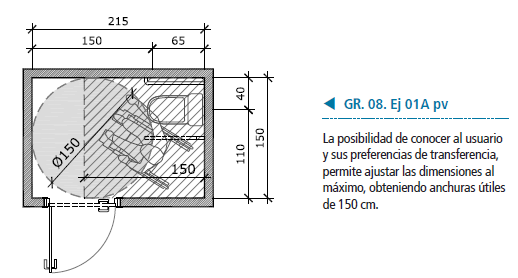 215
150 65
40
150
110
Ø150
150
◄ GR. 08. Ej 01A pv
La posibilidad de conocer al usuario
y sus preferencias de transferencia,
permite ajustar las dimensiones al
máximo, obteniendo anchuras útiles
de 150 cm.